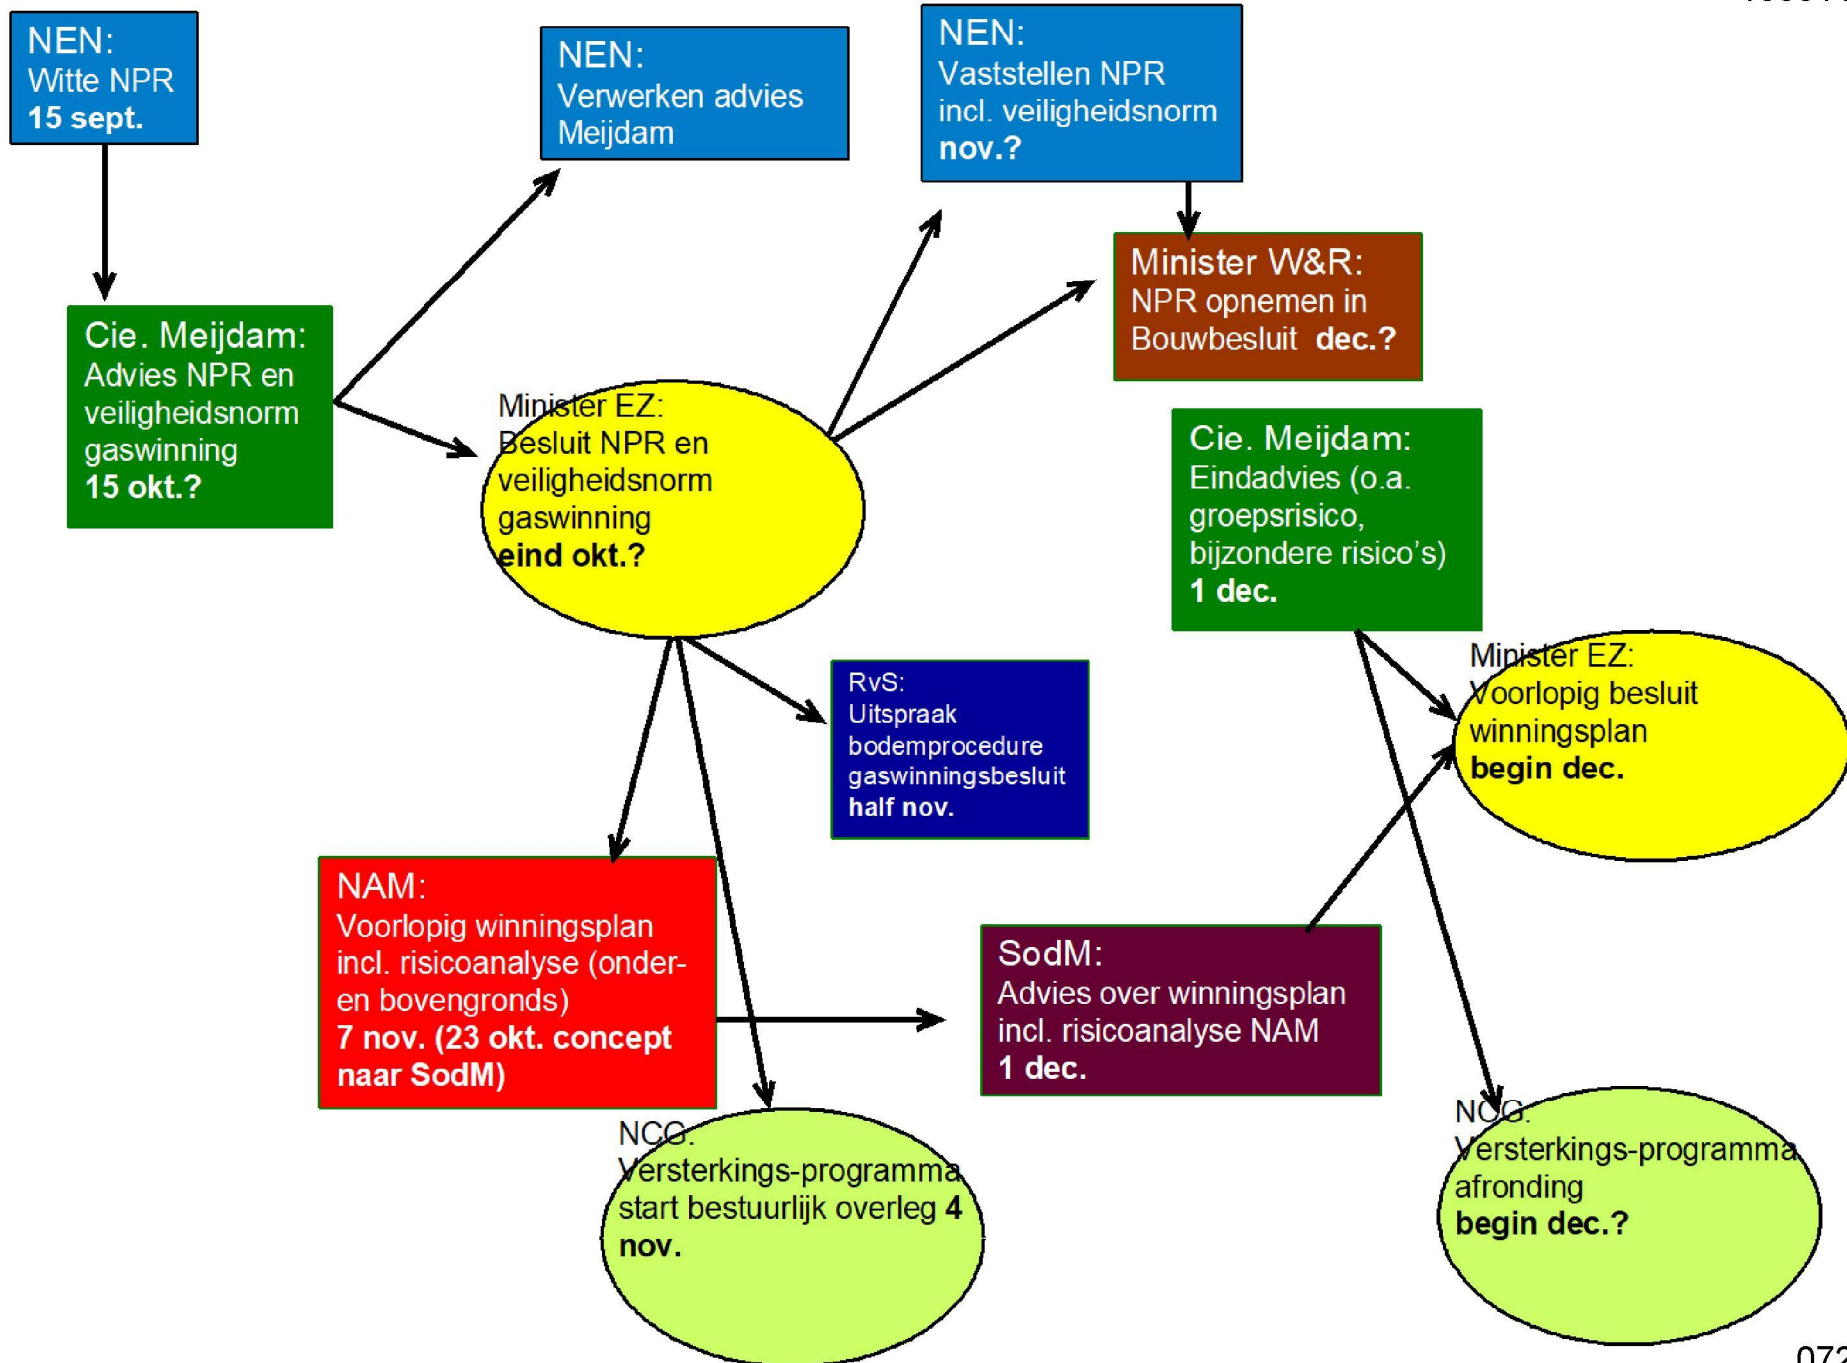 NEN:
Witte NPR
15 sept.
NEN:
Verwerken advies
Meijdam
NEN:
Vaststellen NPR
incl. veiligheidsnorm
nov.?
Minister W&R:
NPR opnemen in
Bouwbesluit dec.?
Cie. Meijdam:
Advies NPR en
veiligheidsnorm
gaswinning
15 okt.?
Minister EZ:
Besluit NPR en
veiligheidsnorm
gaswinning
eind okt.?
Cie. Meijdam:
Eindadvies (o.a.
groepsrisico,
bijzondere risico's)
1 dec.
RvS:
Uitspraak
bodemprocedure
gaswinningsbesluit
half nov.
Minister EZ:
Voorlopig besluit
winningsplan
begin dec.
NAM:
Voorlopig winningsplan
incl. risicoanalyse (onder-
en bovengronds)
7 nov. (23 okt. concept
naar SodM)
SodM:
Advies over winningsplan
incl. risicoanalyse NAM
1 dec.
NCG:
Versterkings-programma
start bestuurlijk overleg 4
nov.
NCG:
Versterkings-programma
afronding
begin dec.?
072